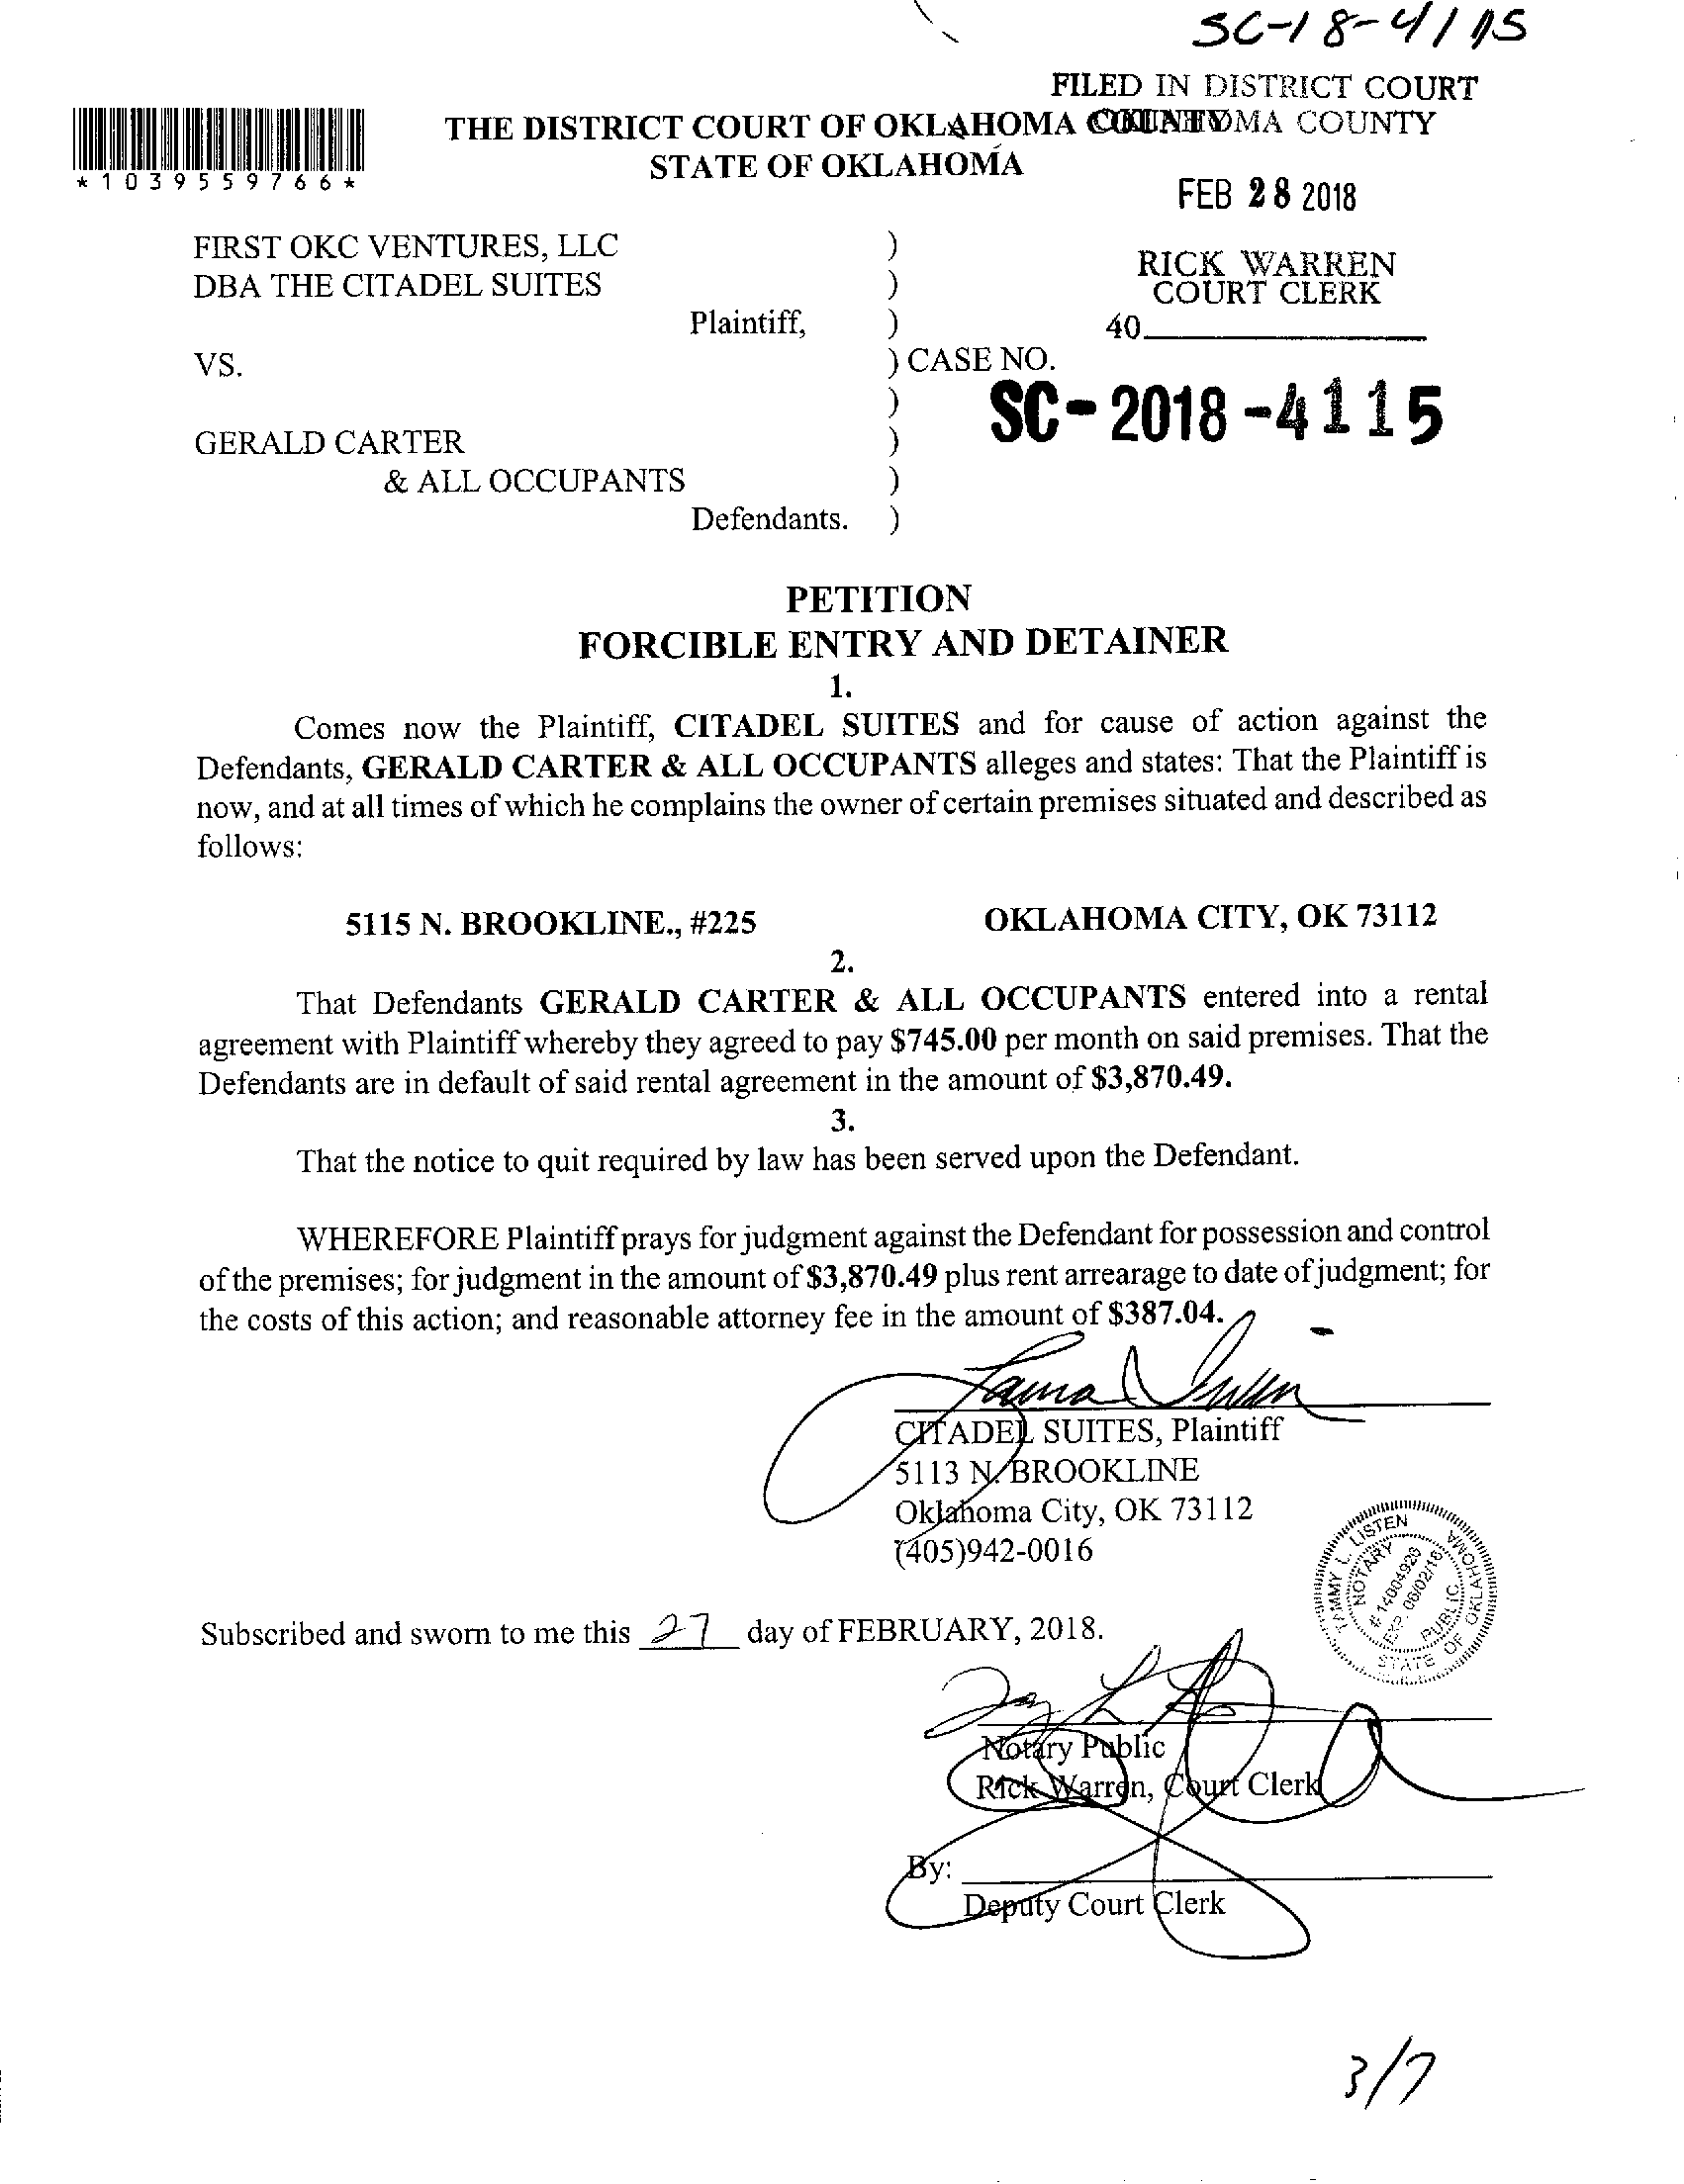 SC-18-4115
FILED IN DISTRICT COURT
THE DISTRICT COURT OF OKLAHOMA COUNTY
OKLAHOMA COUNTY
STATE OF OKLAHOMA
*1039559766*
FEB 28 2018
FIRST OKC VENTURES, LLC )
DBA THE CITADEL SUITES )
RICK WARREN
COURT CLERK
Plaintiff, )
40
VS. ) CASE NO.
)
SC-2018-4115
GERALD CARTER )
& ALL OCCUPANTS )
Defendants. )
PETITION
FORCIBLE ENTRY AND DETAINER
1.
Comes now the Plaintiff, CITADEL SUITES and for cause of action against the
Defendants, GERALD CARTER & ALL OCCUPANTS alleges and states: That the Plaintiff is
now, and at all times of which he complains the owner of certain premises situated and described as
follows:
5115 N. BROOKLINE., #225 OKLAHOMA CITY, OK 73112
2.
That Defendants GERALD CARTER & ALL OCCUPANTS entered into a rental
agreement with Plaintiff whereby they agreed to pay $745.00 per month on said premises. That the
Defendants are in default of said rental agreement in the amount of $3,870.49.
3.
That the notice to quit required by law has been served upon the Defendant.
WHEREFORE Plaintiff prays for judgment against the Defendant for possession and control
of the premises; for judgment in the amount of $3,870.49 plus rent arrearage to date of judgment; for
the costs of this action; and reasonable attorney fee in the amount of $387.04.
CITADEL SUITES, Plaintiff
5113 N. BROOKLINE
Oklahoma City, OK 73112
(405)942-0016
TAMMY L. LISTEN
NOTARY
# 14004926
EXP. 06/02/18
PUBLIC
STATE OF OKLAHOMA
Subscribed and sworn to me this 27 day of FEBRUARY, 2018.
Notary Public
Rick Warren, Court Clerk
By:
Deputy Court Clerk
3/7